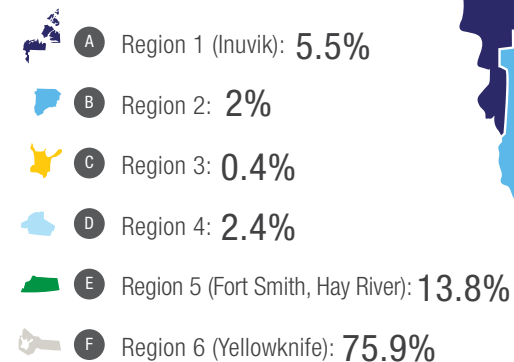 A Region 1 (Inuvik): 5.5%
B Region 2: 2%
C Region 3: 0.4%
D Region 4: 2.4%
E Region 5 (Fort Smith, Hay River): 13.8%
F Region 6 (Yellowknife): 75.9%